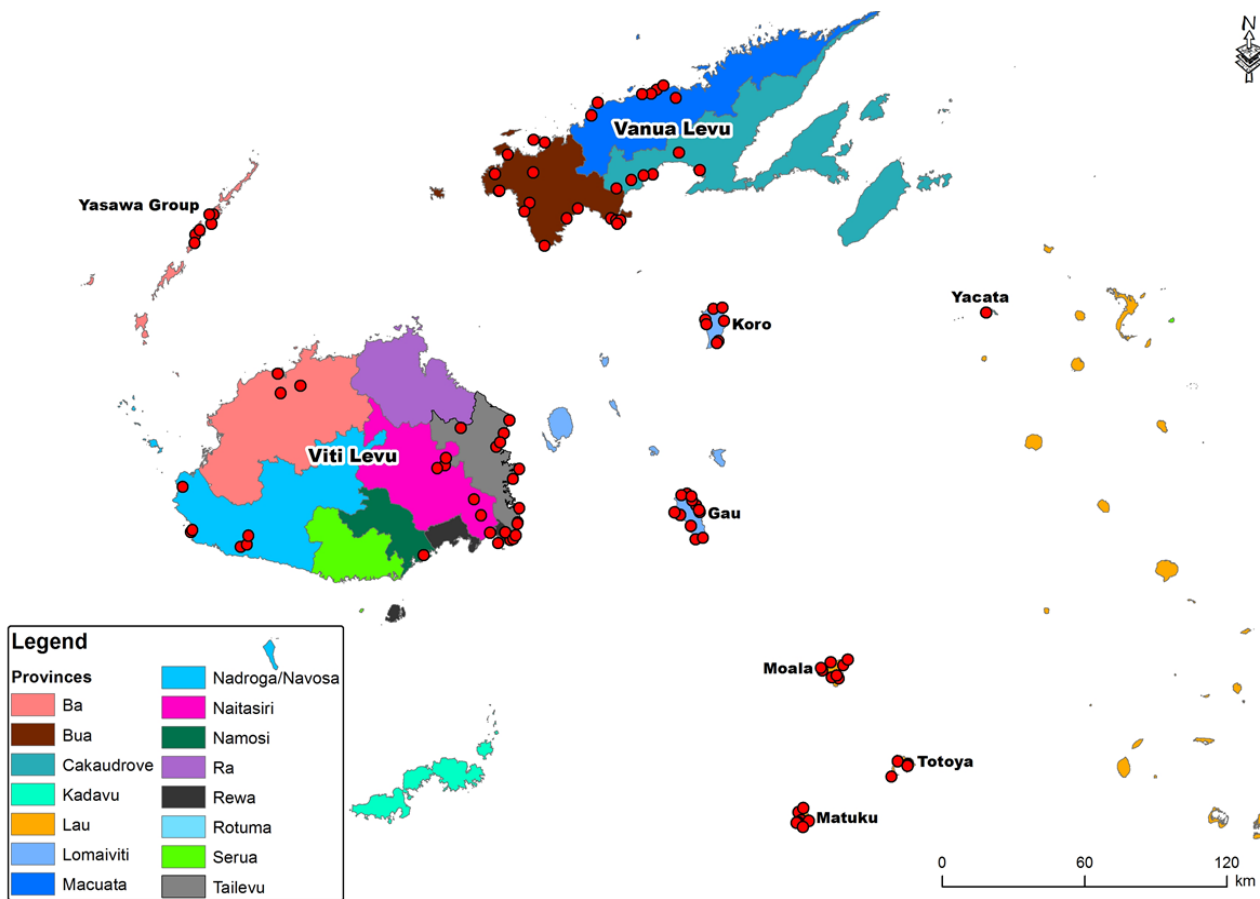 N
Vanua Levu
Yasawa Group
Yacata
Koro
Viti Levu
Gau
Moala
Totoya
Matuku
Legend
Provinces
Ba
Bua
Cakaudrove
Kadavu
Lau
Lomaiviti
Macuata
Nadroga/Navosa
Naitasiri
Namosi
Ra
Rewa
Rotuma
Serua
Tailevu
0 60 120
km